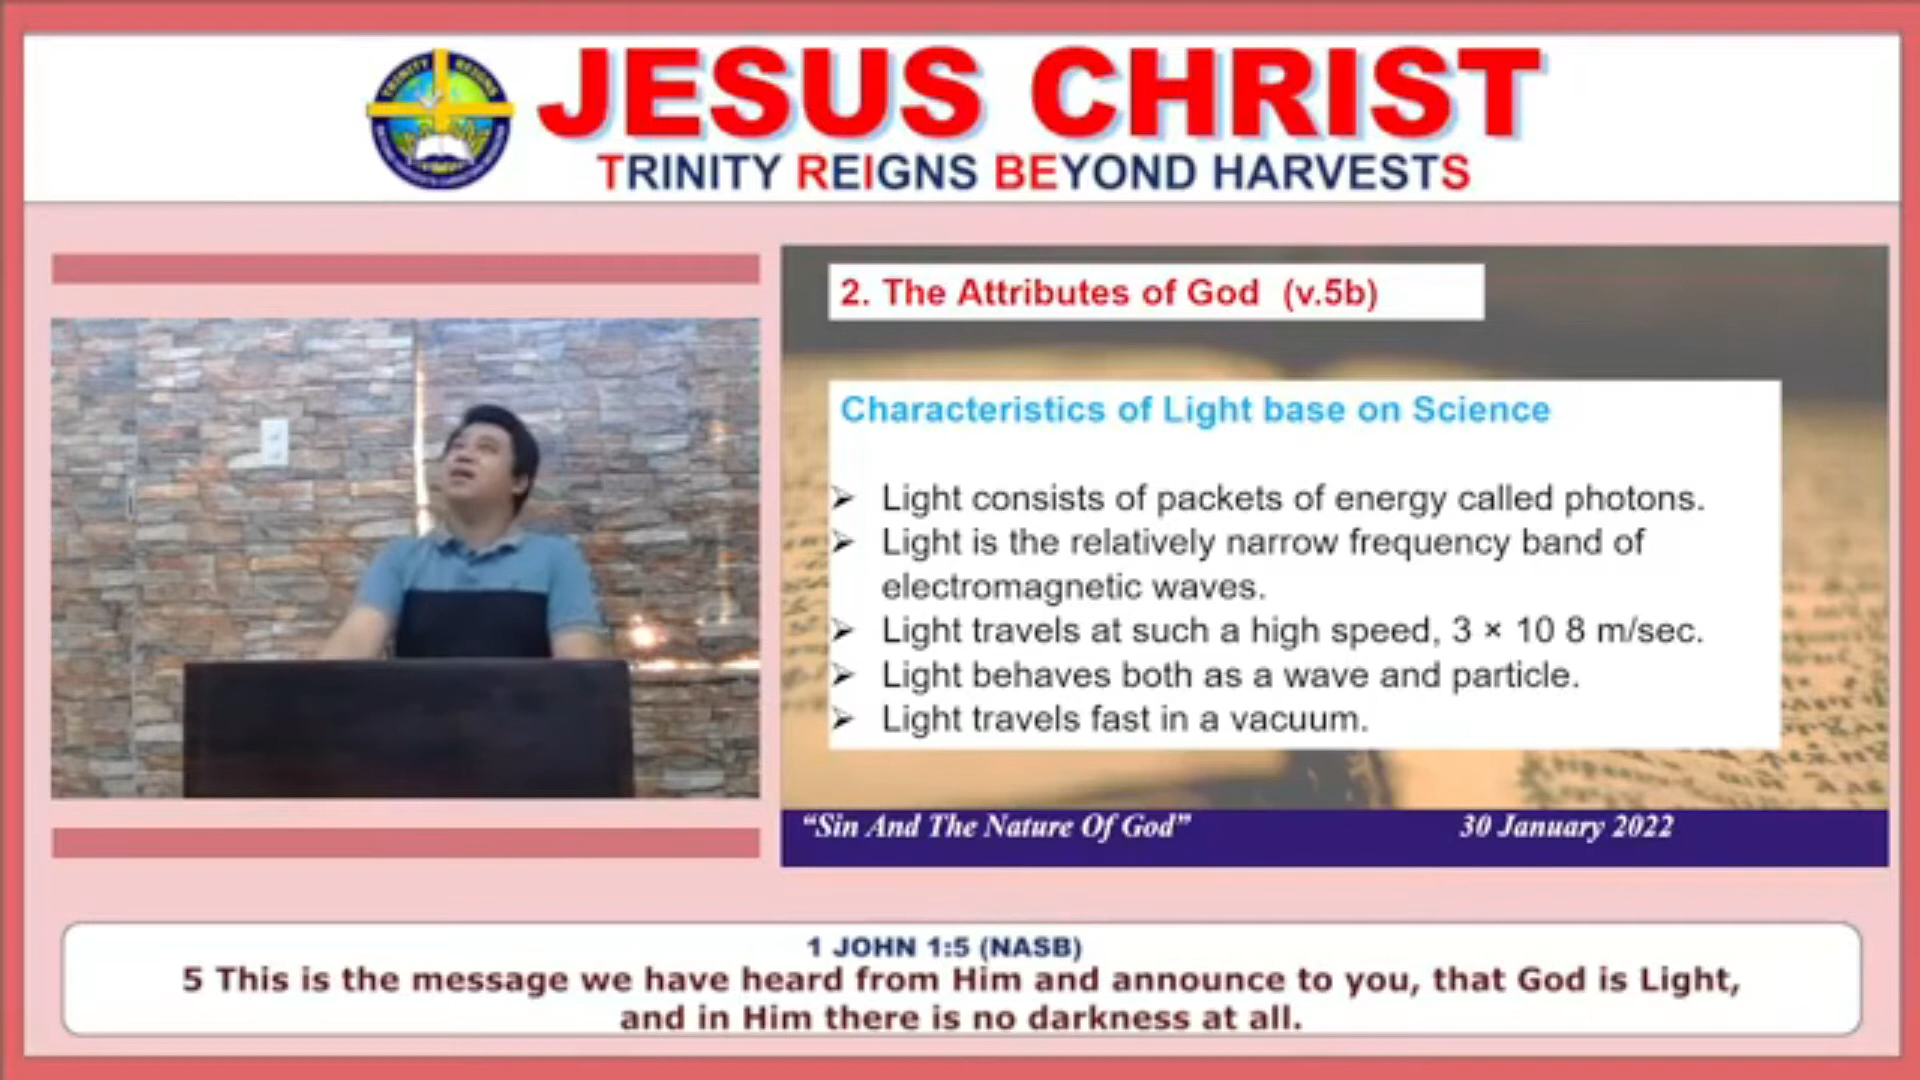 TRINITY REIGNS
JESUS CHRIST
TRINITY REIGNS BEYOND HARVESTS
2. The Attributes of God (v.5b)
Characteristics of Light base on Science
➢ Light consists of packets of energy called photons.
➢ Light is the relatively narrow frequency band of
electromagnetic waves.
➢ Light travels at such a high speed, 3 × 10 8 m/sec.
➢ Light behaves both as a wave and particle.
➢ Light travels fast in a vacuum.
“Sin And The Nature Of God” 30 January 2022
1 JOHN 1:5 (NASB)
5 This is the message we have heard from Him and announce to you, that God is Light,
and in Him there is no darkness at all.